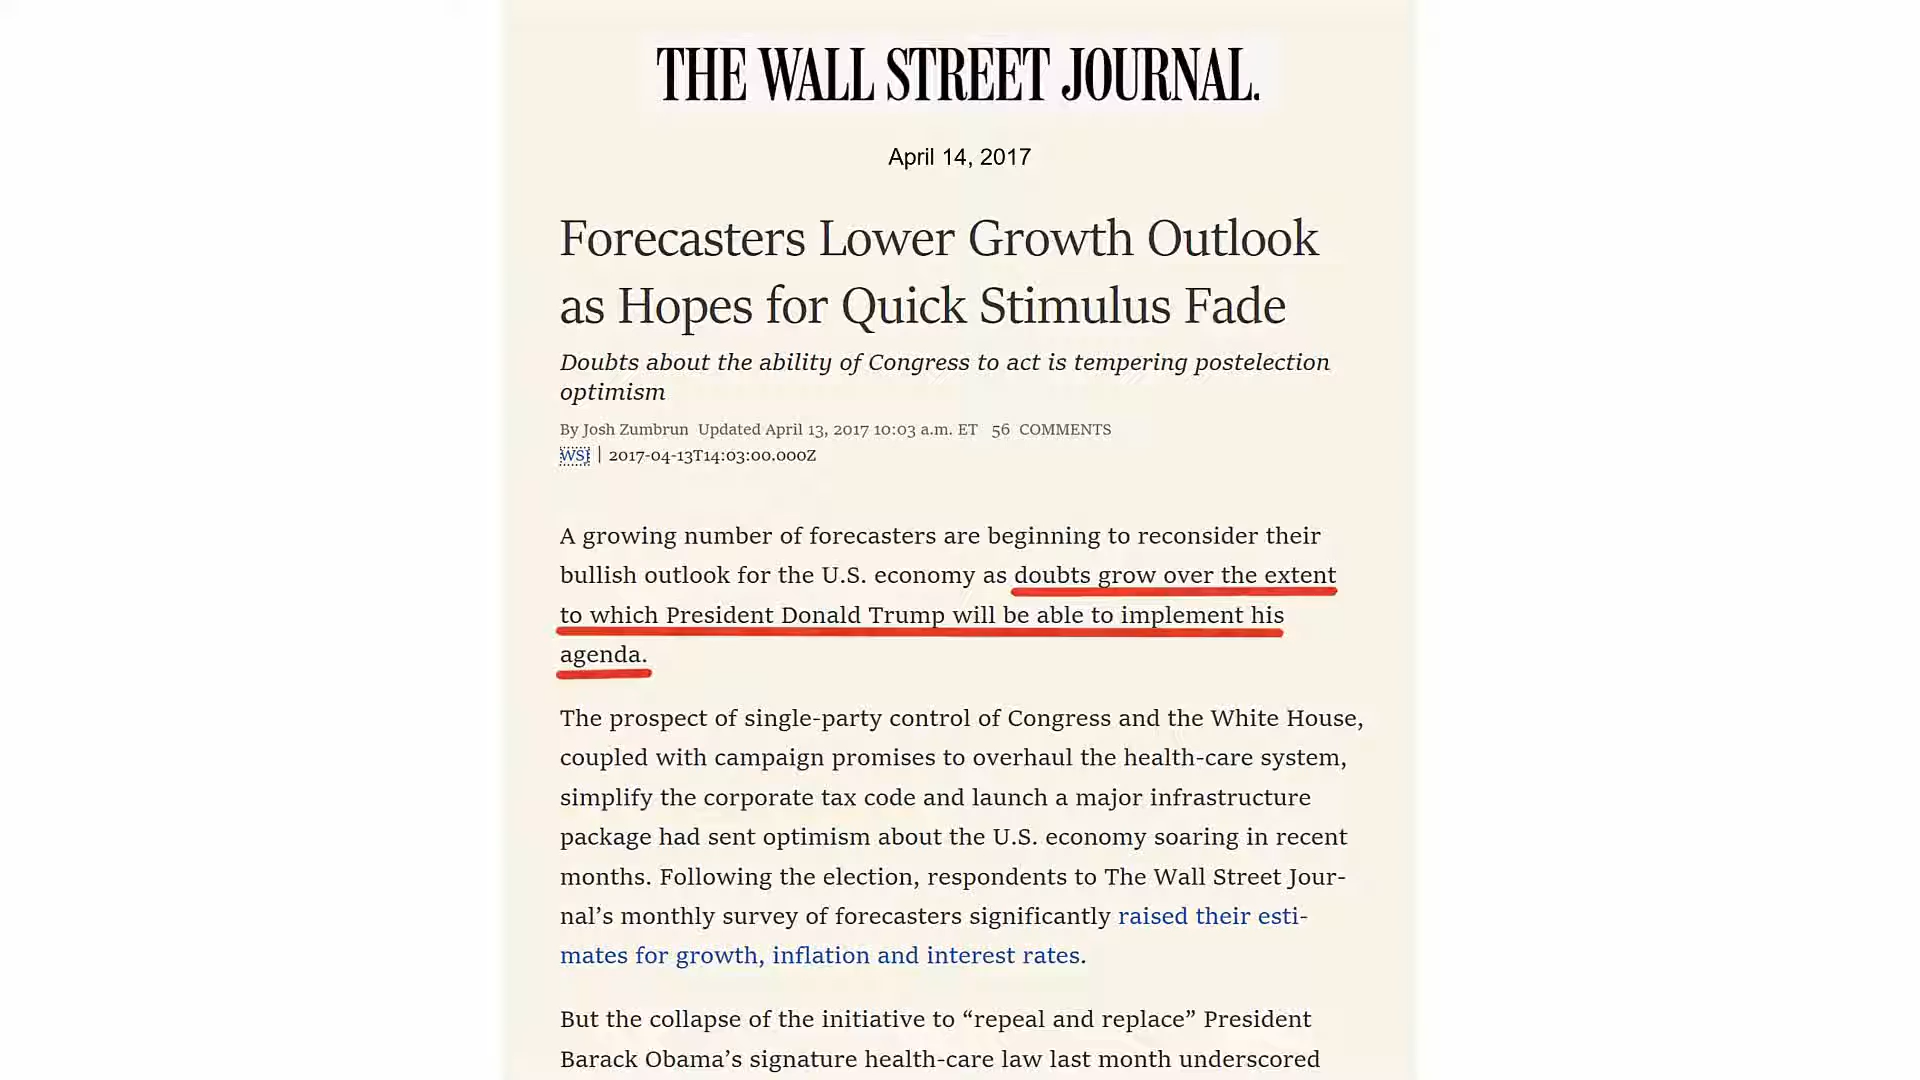 THE WALL STREET JOURNAL.
April 14, 2017
Forecasters Lower Growth Outlook
as Hopes for Quick Stimulus Fade
Doubts about the ability of Congress to act is tempering postelection
optimism
By Josh Zumbrun Updated April 13, 2017 10:03 a.m. ET 56 COMMENTS
WSJ | 2017-04-13T14:03:00.000Z
A growing number of forecasters are beginning to reconsider their
bullish outlook for the U.S. economy as doubts grow over the extent
to which President Donald Trump will be able to implement his
agenda.
The prospect of single-party control of Congress and the White House,
coupled with campaign promises to overhaul the health-care system,
simplify the corporate tax code and launch a major infrastructure
package had sent optimism about the U.S. economy soaring in recent
months. Following the election, respondents to The Wall Street Jour-
nal’s monthly survey of forecasters significantly raised their esti-
mates for growth, inflation and interest rates.
But the collapse of the initiative to “repeal and replace” President
Barack Obama’s signature health-care law last month underscored